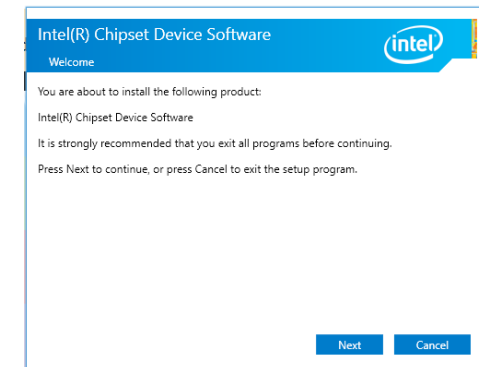 Intel(R) Chipset Device Software
intel
Welcome
You are about to install the following product:
Intel(R) Chipset Device Software
It is strongly recommended that you exit all programs before continuing.
Press Next to continue, or press Cancel to exit the setup program.
Next Cancel